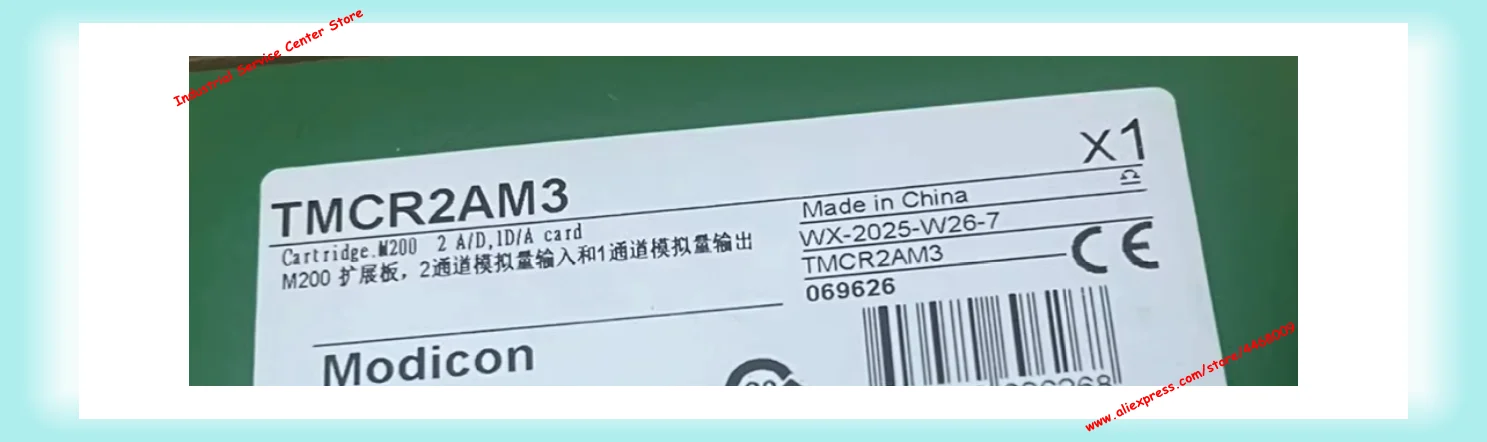 Industrial Service Center Store
x1
TMCR2AM3
Cartridge.M200 2 A/D,1D/A card
M200 扩展板，2通道模拟量输入和1通道模拟量输出
Made in China
WX-2025-W26-7
TMCR2AM3
069626
CE
Modicon
www.aliexpress.com/store/4468009